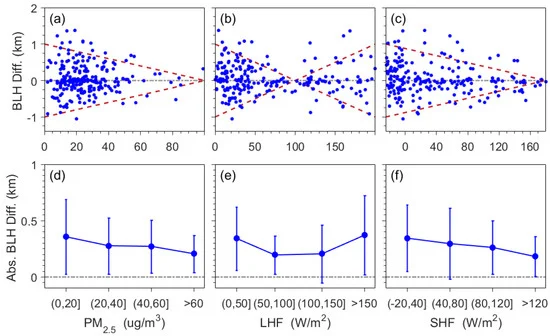 (a) (b) (c)
BLH Diff. (km)
2
1
0
-1
0 20 40 60 80
0 50 100 150
0 40 80 120 160
(d) (e) (f)
Abs. BLH Diff. (km)
1
0.5
0
(0,20] (20,40] (40,60] >60
(0,50] (50,100] (100,150] >150
(-20,40] (40,80] (80,120] >120
PM2.5 (ug/m3) LHF (W/m2) SHF (W/m2)